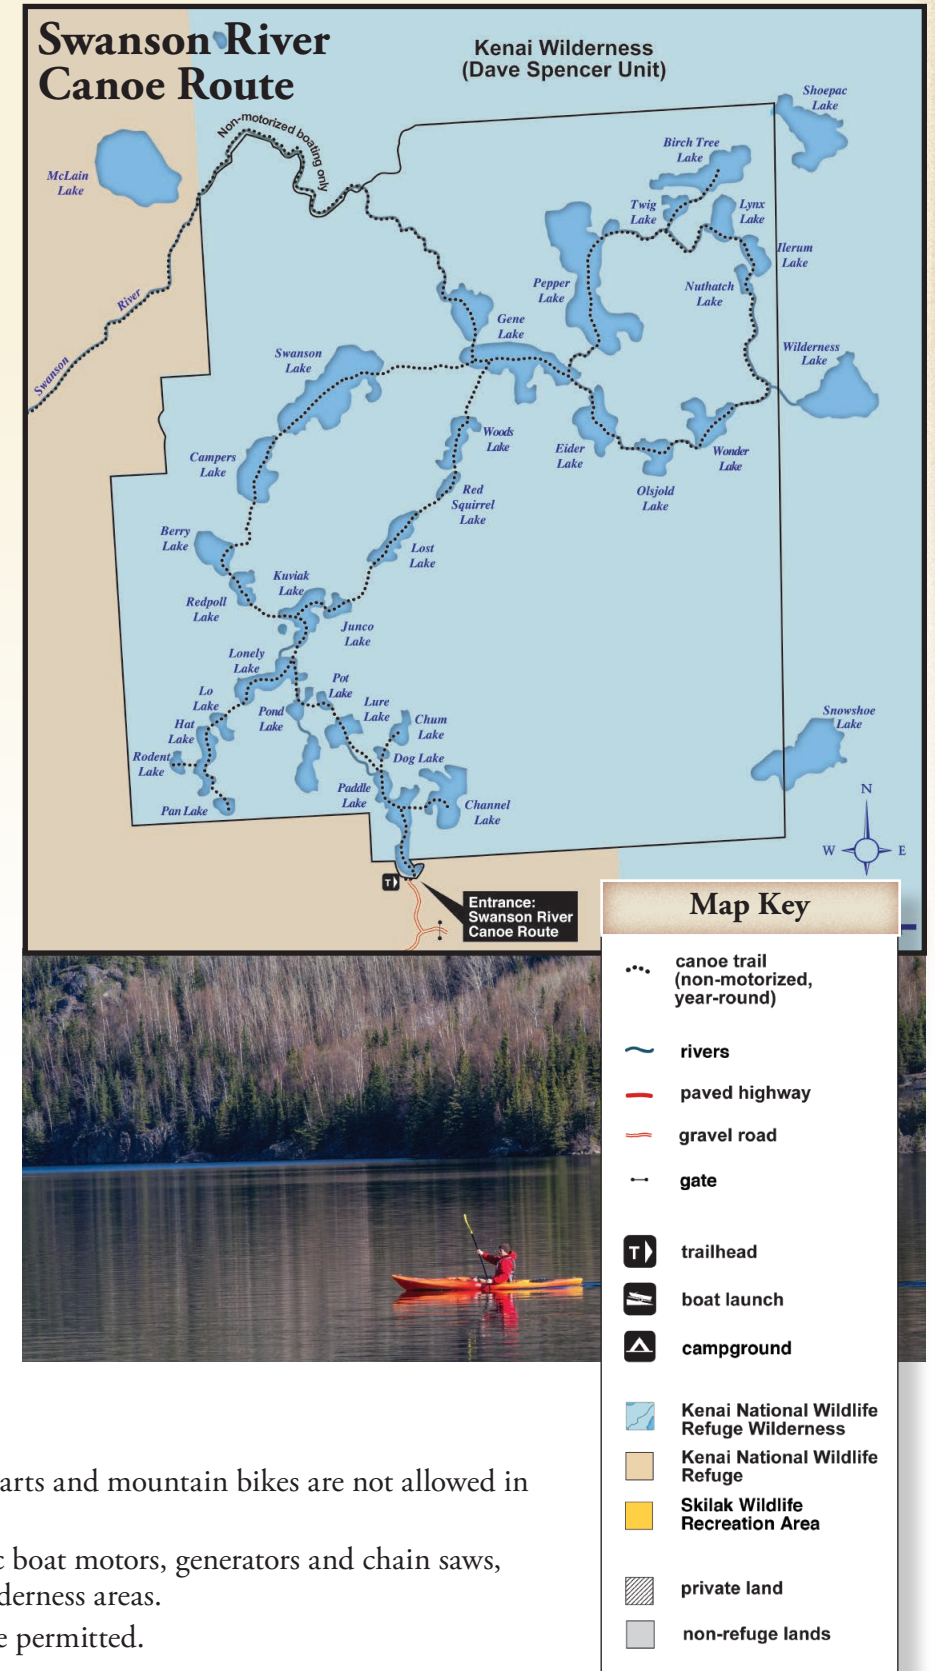 Swanson River
Canoe Route
Kenai Wilderness
(Dave Spencer Unit)
Non-motorized boating only
Shoepac
Lake
McLain
Lake
Birch Tree
Lake
Twig
Lake
Lynx
Lake
Ilerum
Lake
Pepper
Lake
Nuthatch
Lake
River
Swanson
Gene
Lake
Swanson
Lake
Wilderness
Lake
Woods
Lake
Campers
Lake
Eider
Lake
Wonder
Lake
Red
Squirrel
Lake
Olsjold
Lake
Berry
Lake
Lost
Lake
Kuviak
Lake
Redpoll
Lake
Junco
Lake
Lonely
Lake
Pot
Lake
Lo
Lake
Lure
Lake
Pond
Lake
Chum
Lake
Hat
Lake
Snowshoe
Lake
Rodent
Lake
Dog Lake
Paddle
Lake
Pan Lake
Channel
Lake
N
W
E
T
Entrance:
Swanson River
Canoe Route
Map Key
canoe trail
(non-motorized,
year-round)
rivers
paved highway
gravel road
gate
T
trailhead
boat launch
campground
Kenai National Wildlife
Refuge Wilderness
Kenai National Wildlife
Refuge
Skilak Wildlife
Recreation Area
private land
non-refuge lands
arts and mountain bikes are not allowed in
c boat motors, generators and chain saws,
derness areas.
e permitted.